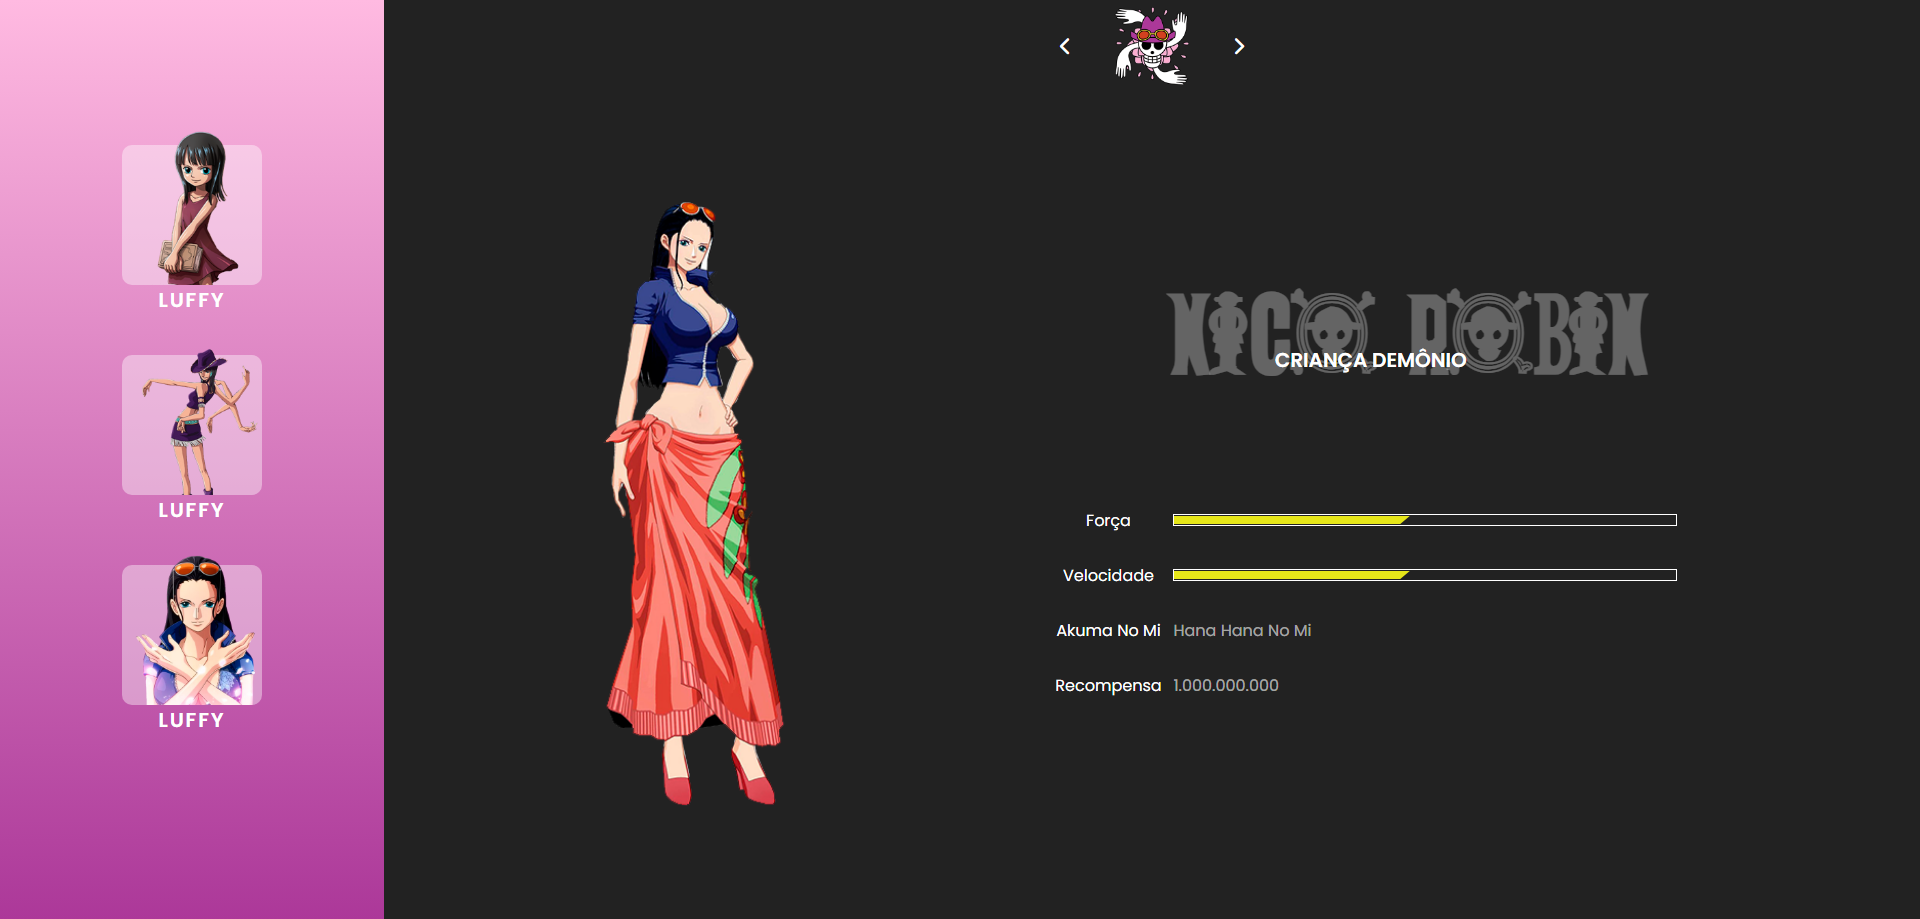 LUFFY
LUFFY
LUFFY
NICO ROBIN
CRIANÇA DEMÔNIO
Força
Velocidade
Akuma No Mi Hana Hana No Mi
Recompensa 1.000.000.000